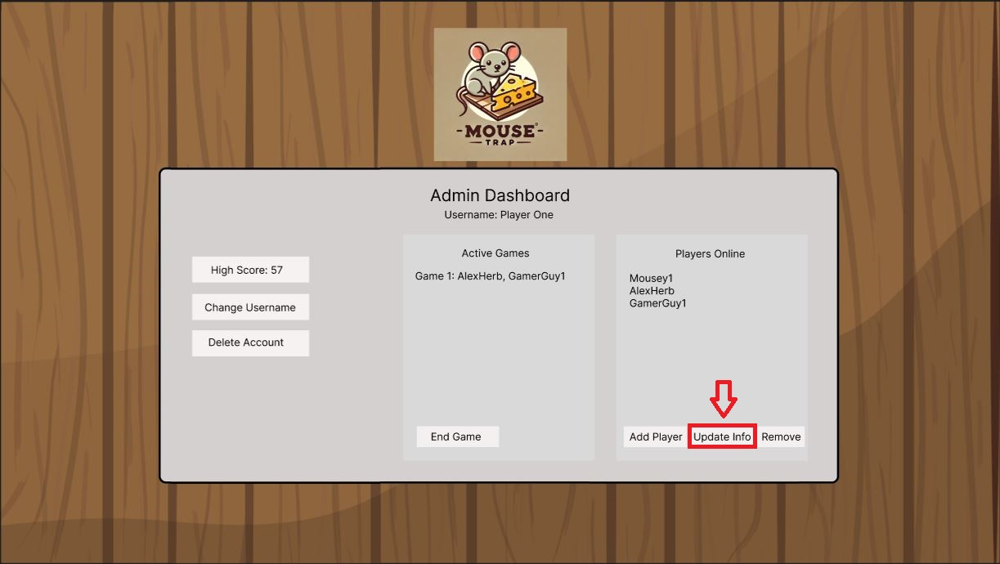 -MOUSE-
-TRAP-
Admin Dashboard
Username: Player One
High Score: 57
Change Username
Delete Account
Active Games
Game 1: AlexHerb, GamerGuy1
End Game
Players Online
Mousey1
AlexHerb
GamerGuy1
Add Player
Update Info
Remove